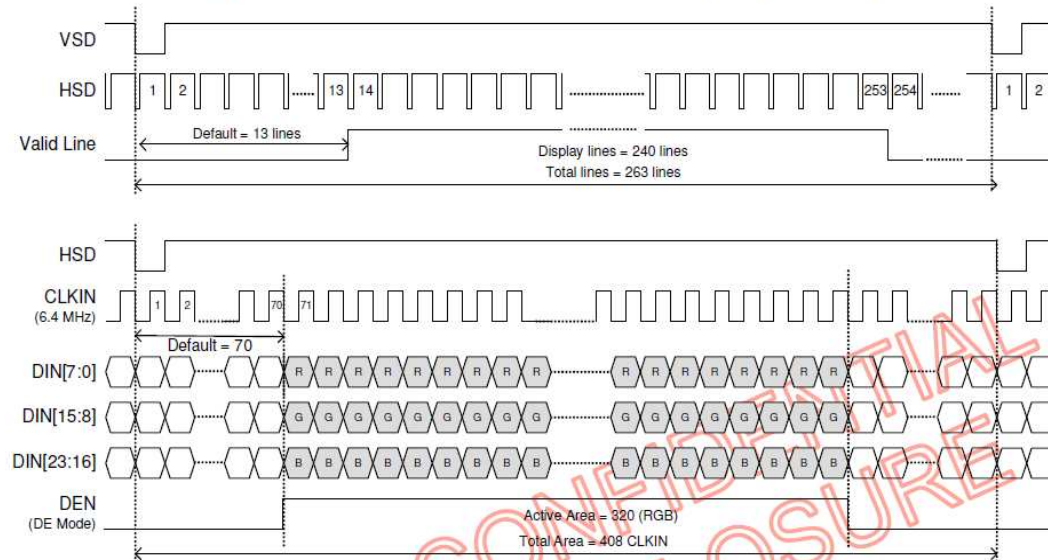 VSD
HSD 1 2 13 14 253 254 1 2
Valid Line
Default = 13 lines
Display lines = 240 lines
Total lines = 263 lines
HSD
CLKIN 1 2 70 71
(6.4 MHz)
Default = 70
DIN[7:0] R R R R R R R R R R R R R R R R R
DIN[15:8] G G G G G G G G G G G G G G G G G
DIN[23:16] B B B B B B B B B B B B B B B B B
DEN
(DE Mode)
Active Area = 320 (RGB)
Total Area = 408 CLKIN
CONFIDENTIAL